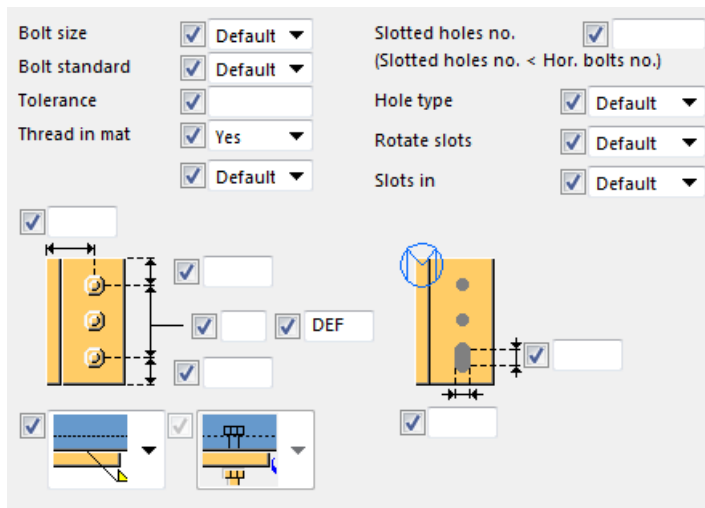 Bolt size Default
Bolt standard Default
Tolerance
Thread in mat Yes
Default
Slotted holes no.
(Slotted holes no. < Hor. bolts no.)
Hole type Default
Rotate slots Default
Slots in Default
DEF